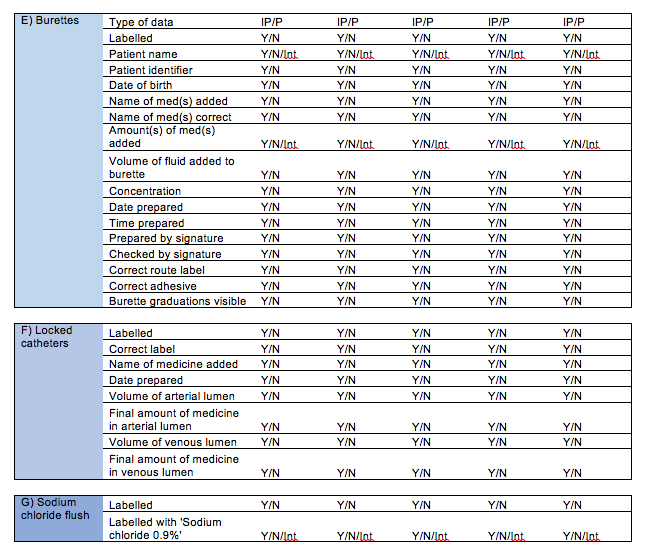 E) Burettes Type of data IP/P IP/P IP/P IP/P IP/P
Labelled Y/N Y/N Y/N Y/N Y/N
Patient name Y/N/Int Y/N/Int Y/N/Int Y/N/Int Y/N/Int
Patient identifier Y/N Y/N Y/N Y/N Y/N
Date of birth Y/N Y/N Y/N Y/N Y/N
Name of med(s) added Y/N Y/N Y/N Y/N Y/N
Name of med(s) correct Y/N Y/N Y/N Y/N Y/N
Amount(s) of med(s)
added Y/N/Int Y/N/Int Y/N/Int Y/N/Int Y/N/Int
Volume of fluid added to
burette Y/N Y/N Y/N Y/N Y/N
Concentration Y/N Y/N Y/N Y/N Y/N
Date prepared Y/N Y/N Y/N Y/N Y/N
Time prepared Y/N Y/N Y/N Y/N Y/N
Prepared by signature Y/N Y/N Y/N Y/N Y/N
Checked by signature Y/N Y/N Y/N Y/N Y/N
Correct route label Y/N Y/N Y/N Y/N Y/N
Correct adhesive Y/N Y/N Y/N Y/N Y/N
Burette graduations visible Y/N Y/N Y/N Y/N Y/N
F) Locked Labelled Y/N Y/N Y/N Y/N Y/N
catheters Correct label Y/N Y/N Y/N Y/N Y/N
Name of medicine added Y/N Y/N Y/N Y/N Y/N
Date prepared Y/N Y/N Y/N Y/N Y/N
Volume of arterial lumen Y/N Y/N Y/N Y/N Y/N
Final amount of medicine
in arterial lumen Y/N Y/N Y/N Y/N Y/N
Volume of venous lumen Y/N Y/N Y/N Y/N Y/N
Final amount of medicine
in venous lumen Y/N Y/N Y/N Y/N Y/N
G) Sodium Labelled Y/N Y/N Y/N Y/N Y/N
chloride flush Labelled with 'Sodium
chloride 0.9%' Y/N/Int Y/N/Int Y/N/Int Y/N/Int Y/N/Int